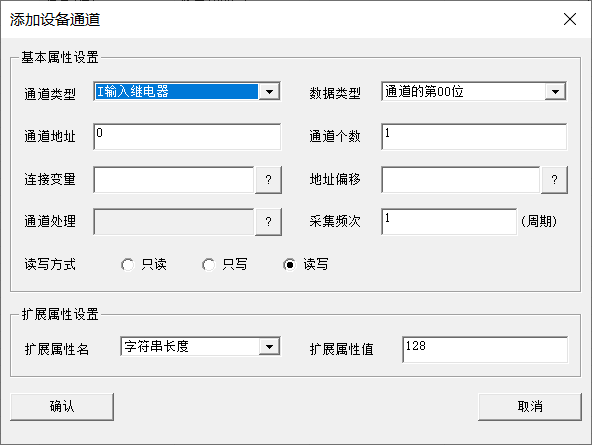 添加设备通道
基本属性设置
通道类型 I输入继电器 数据类型 通道的第00位
通道地址 0 通道个数 1
连接变量 ? 地址偏移 ?
通道处理 ? 采集频次 1 (周期)
读写方式 只读 只写 读写
扩展属性设置
扩展属性名 字符串长度 扩展属性值 128
确认 取消